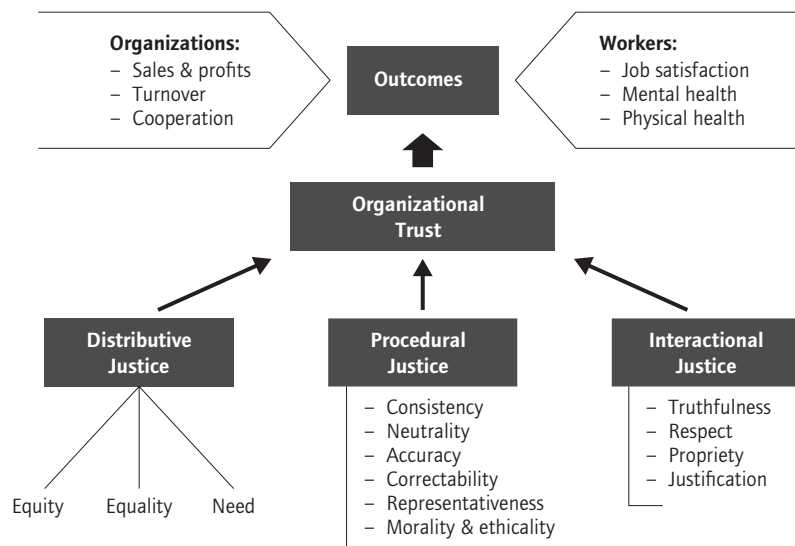 Organizations:
– Sales & profits
– Turnover
– Cooperation
Outcomes
Workers:
– Job satisfaction
– Mental health
– Physical health
Organizational
Trust
Distributive
Justice
Equity
Equality
Need
Procedural
Justice
– Consistency
– Neutrality
– Accuracy
– Correctability
– Representativeness
– Morality & ethicality
Interactional
Justice
– Truthfulness
– Respect
– Propriety
– Justification